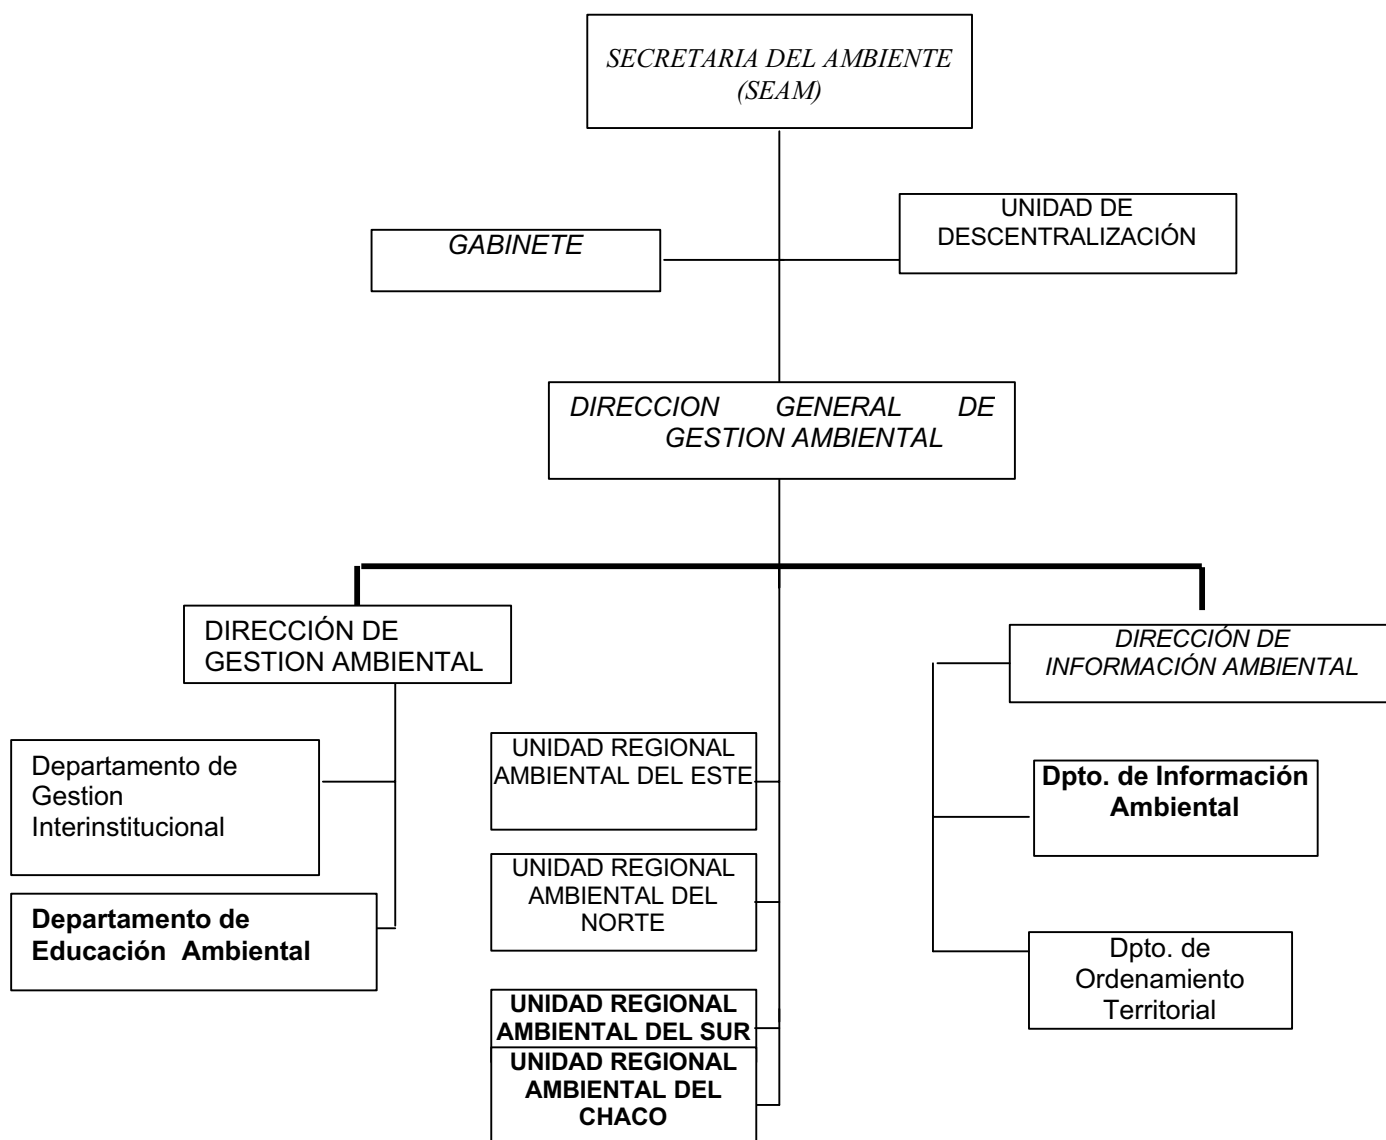 SECRETARIA DEL AMBIENTE
(SEAM)
GABINETE
UNIDAD DE
DESCENTRALIZACIÓN
DIRECCION GENERAL DE
GESTION AMBIENTAL
DIRECCIÓN DE
GESTION AMBIENTAL
DIRECCIÓN DE
INFORMACIÓN AMBIENTAL
Departamento de
Gestion
Interinstitucional
Departamento de
Educación Ambiental
UNIDAD REGIONAL
AMBIENTAL DEL ESTE
UNIDAD REGIONAL
AMBIENTAL DEL
NORTE
UNIDAD REGIONAL
AMBIENTAL DEL SUR
UNIDAD REGIONAL
AMBIENTAL DEL
CHACO
Dpto. de Información
Ambiental
Dpto. de
Ordenamiento
Territorial